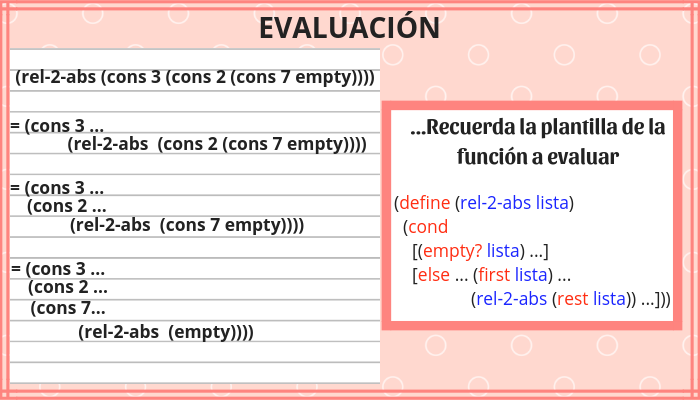 EVALUACIÓN
(rel-2-abs (cons 3 (cons 2 (cons 7 empty))))
= (cons 3 ...
(rel-2-abs (cons 2 (cons 7 empty))))
= (cons 3 ...
(cons 2 ...
(rel-2-abs (cons 7 empty))))
= (cons 3 ...
(cons 2 ...
(cons 7...
(rel-2-abs (empty))))
...Recuerda la plantilla de la
función a evaluar
(define (rel-2-abs lista)
(cond
[(empty? lista) ...]
[else ... (first lista) ...
(rel-2-abs (rest lista)) ...]))